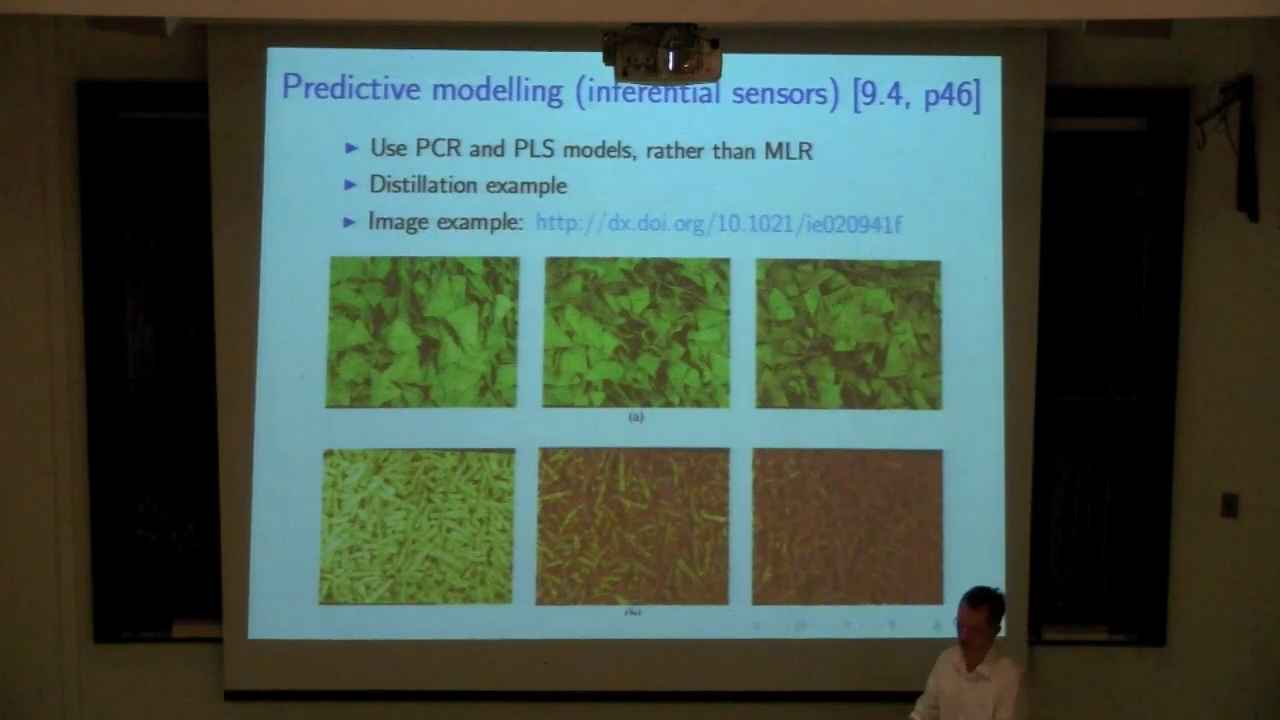 Predictive modelling (inferential sensors) [9.4, p46]
Use PCR and PLS models, rather than MLR
Distillation example
Image example: http://dx.doi.org/10.1021/ie020941f
(a)
(b)